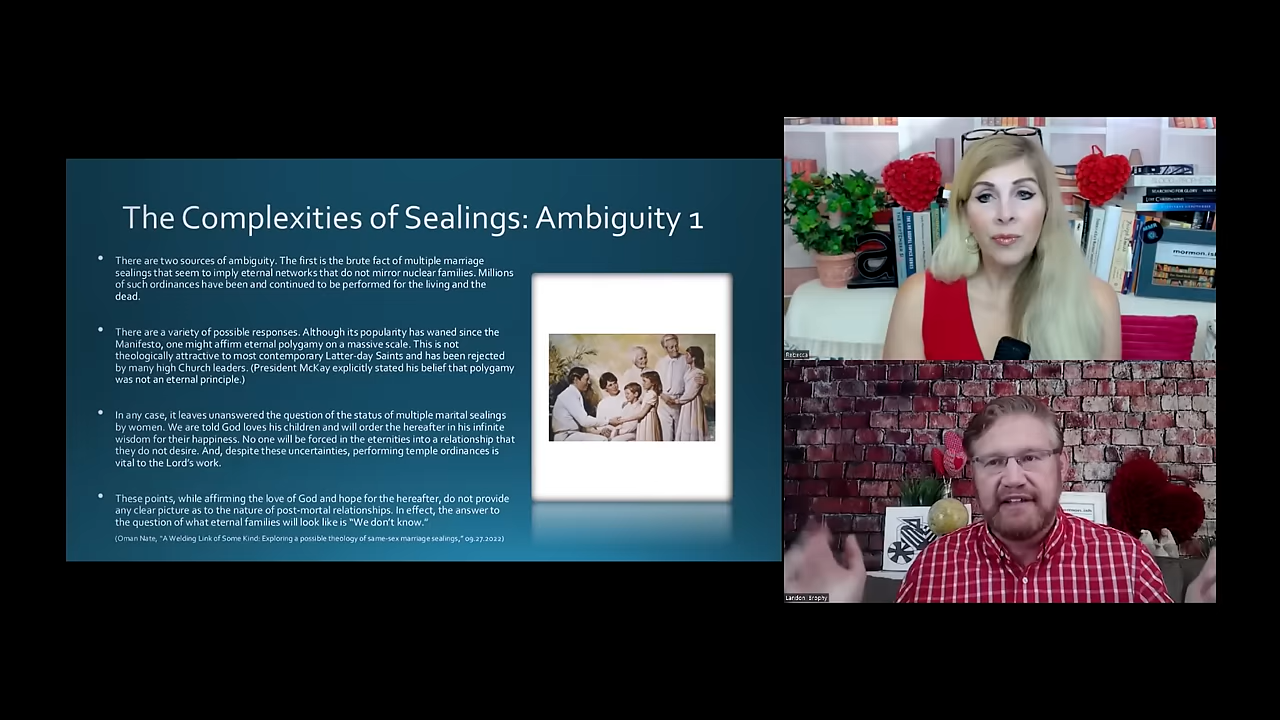 The Complexities of Sealings: Ambiguity 1
• There are two sources of ambiguity. The first is the brute fact of multiple marriage
sealings that seem to imply eternal networks that do not mirror nuclear families. Millions
of such ordinances have been and continued to be performed for the living and the
dead.
• There are a variety of possible responses. Although its popularity has waned since the
Manifesto, one might affirm eternal polygamy on a massive scale. This is not
theologically attractive to most contemporary Latter-day Saints and has been rejected
by many high Church leaders. (President McKay explicitly stated his belief that polygamy
was not an eternal principle.)
• In any case, it leaves unanswered the question of the status of multiple marital sealings
by women. We are told God loves his children and will order the hereafter in his infinite
wisdom for their happiness. No one will be forced in the eternities into a relationship that
they do not desire. And, despite these uncertainties, performing temple ordinances is
vital to the Lord's work.
• These points, while affirming the love of God and hope for the hereafter, do not provide
any clear picture as to the nature of post-mortal relationships. In effect, the answer to
the question of what eternal families will look like is "We don't know."
(Oman Nate, "A Welding Link of Some Kind: Exploring a possible theology of same-sex marriage sealings," 09.27.2022)
SEARCHING FOR GLORY
mormon.is
a
Rebecca
Landon Brophy